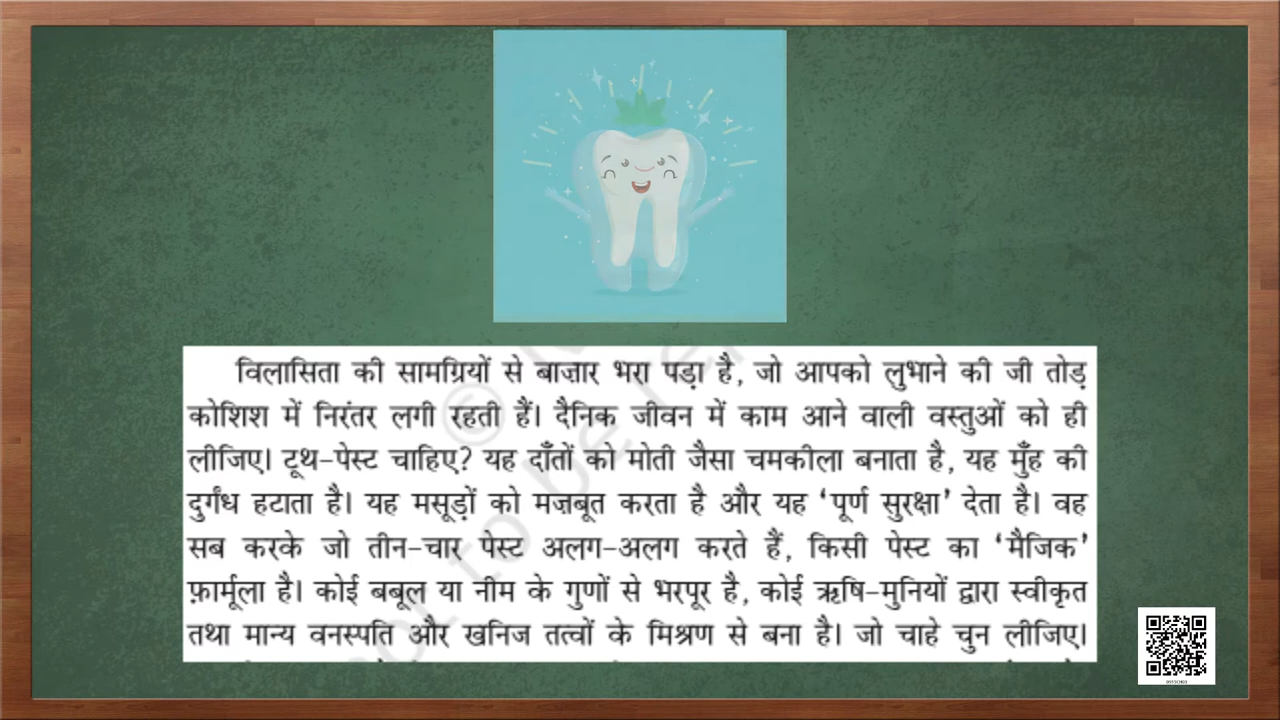 विलासिता की सामग्रियों से बाज़ार भरा पड़ा है, जो आपको लुभाने की जी तोड़
कोशिश में निरंतर लगी रहती हैं। दैनिक जीवन में काम आने वाली वस्तुओं को ही
लीजिए। टूथ-पेस्ट चाहिए? यह दाँतों को मोती जैसा चमकीला बनाता है, यह मुँह की
दुर्गंध हटाता है। यह मसूड़ों को मज़बूत करता है और यह ‘पूर्ण सुरक्षा’ देता है। वह
सब करके जो तीन-चार पेस्ट अलग-अलग करते हैं, किसी पेस्ट का ‘मैजिक’
फ़ार्मूला है। कोई बबूल या नीम के गुणों से भरपूर है, कोई ऋषि-मुनियों द्वारा स्वीकृत
तथा मान्य वनस्पति और खनिज तत्वों के मिश्रण से बना है। जो चाहे चुन लीजिए।